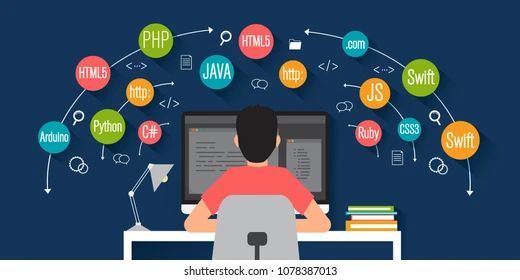 PHP
HTML5
.com
HTML5
JAVA
http:
Swift
http:
JS
Arduino
Python
C#
Ruby
CSS3
Swift
shutterstock.com · 1078387013